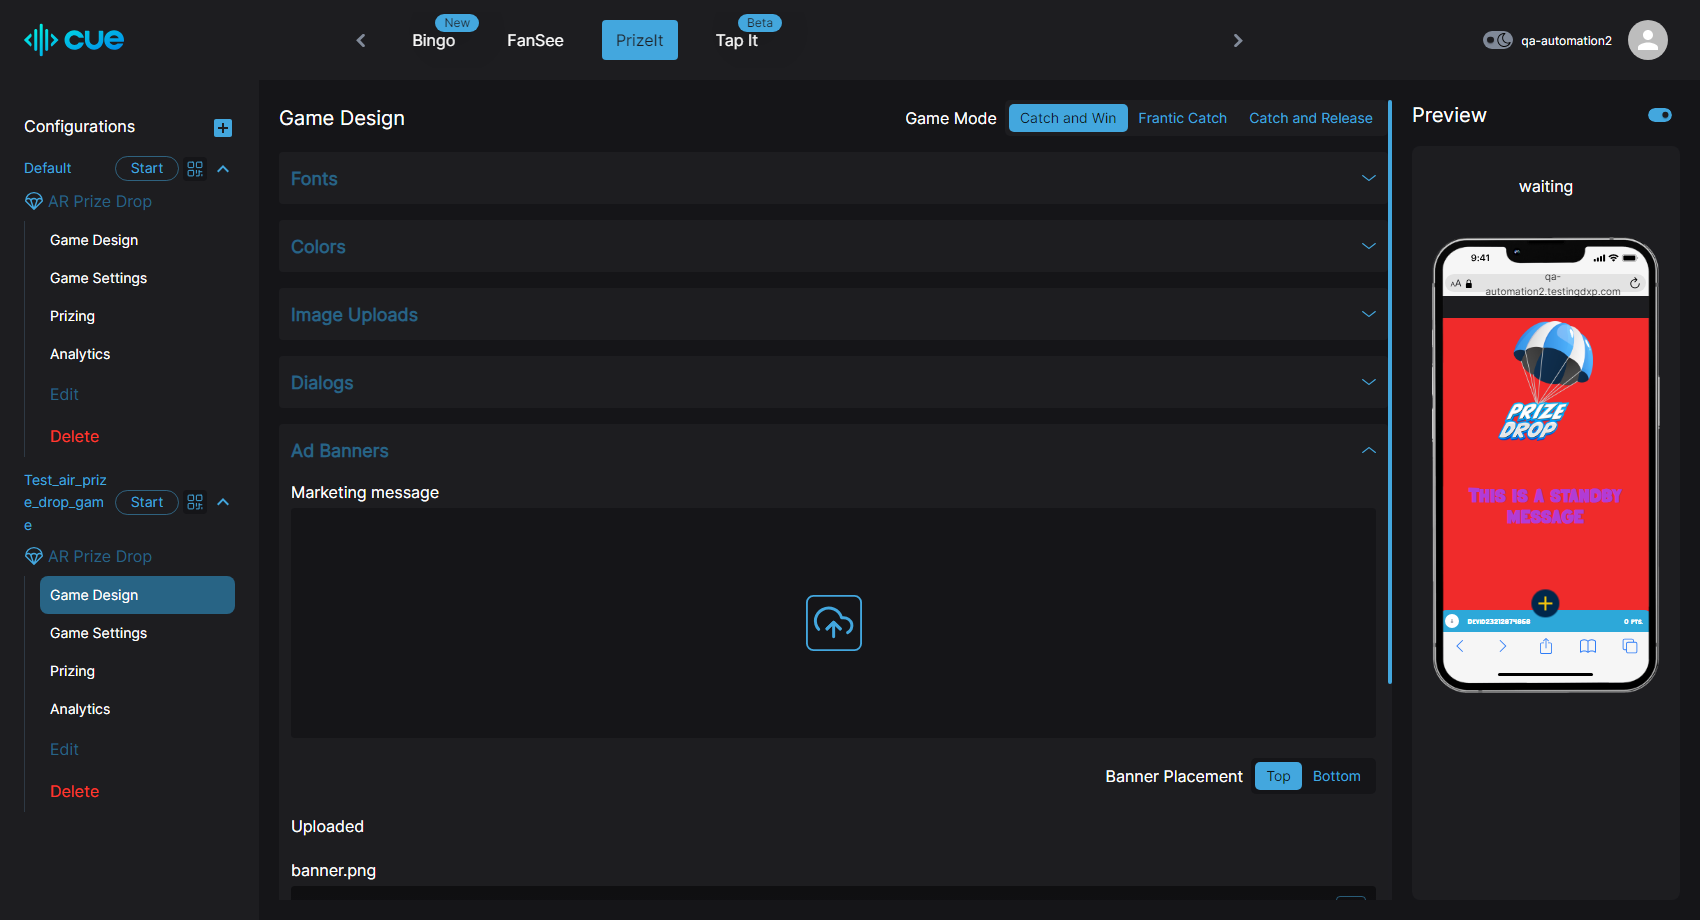 cue
New
Bingo
FanSee
PrizeIt
Beta
Tap It
qa-automation2
Configurations
Default
Start
AR Prize Drop
Game Design
Game Settings
Prizing
Analytics
Edit
Delete
Test_air_priz
e_drop_gam
e
Start
AR Prize Drop
Game Design
Game Settings
Prizing
Analytics
Edit
Delete
Game Design
Game Mode
Catch and Win
Frantic Catch
Catch and Release
Fonts
Colors
Image Uploads
Dialogs
Ad Banners
Marketing message
Banner Placement
Top
Bottom
Uploaded
banner.png
Preview
waiting
9:41
AA
qa-
automation2.testingdxp.com
PRIZE
DROP
THIS IS A STANDBY
MESSAGE
0 PTS.